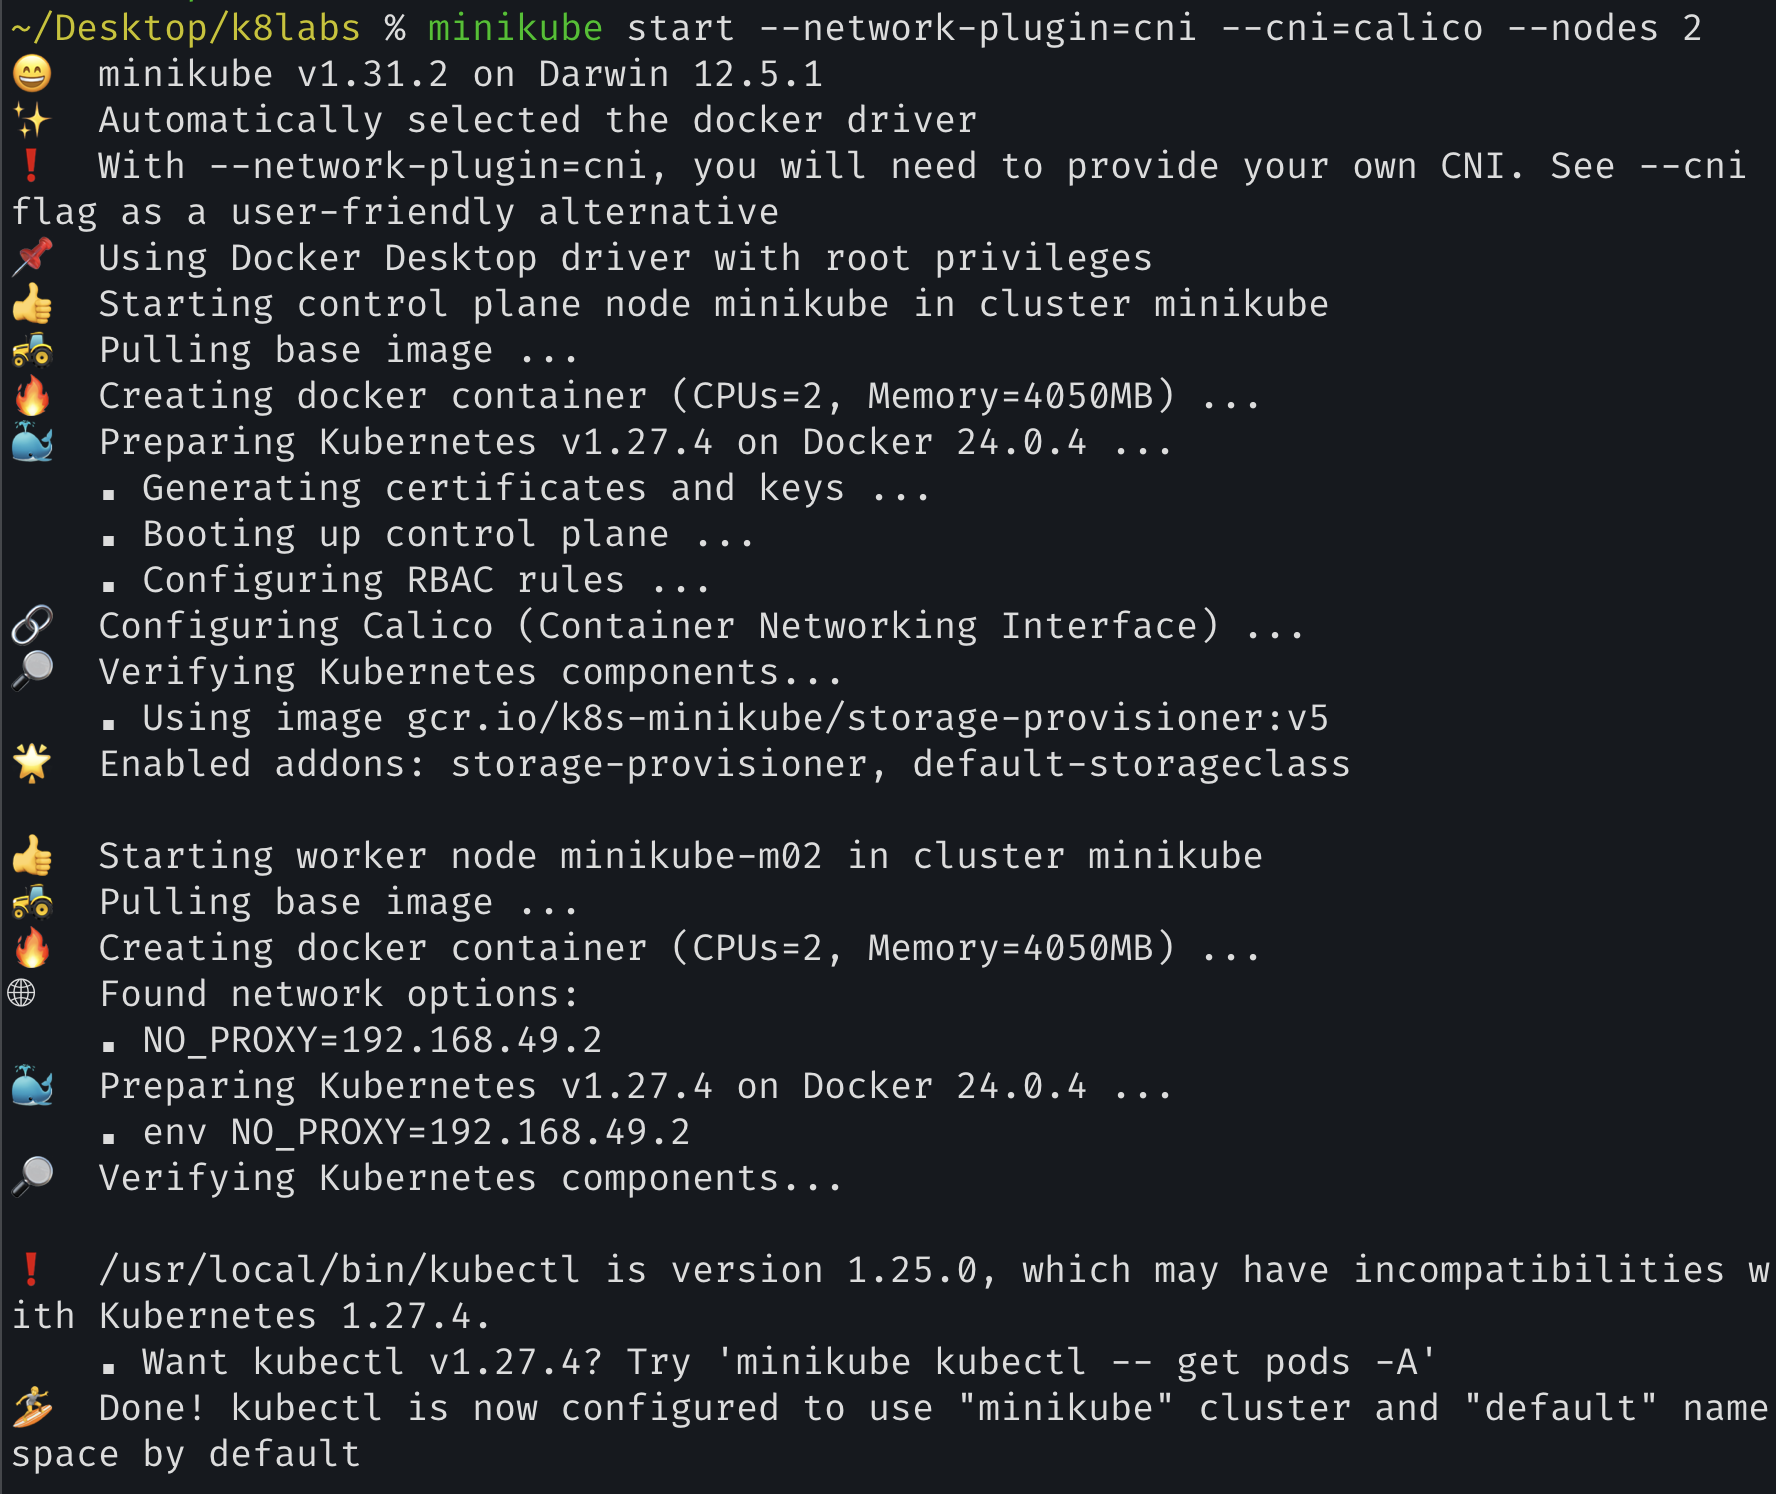 ~/Desktop/k8labs % minikube start --network-plugin=cni --cni=calico --nodes 2
😄  minikube v1.31.2 on Darwin 12.5.1
✨  Automatically selected the docker driver
❗  With --network-plugin=cni, you will need to provide your own CNI. See --cni
flag as a user-friendly alternative
📌  Using Docker Desktop driver with root privileges
👍  Starting control plane node minikube in cluster minikube
🚜  Pulling base image ...
🔥  Creating docker container (CPUs=2, Memory=4050MB) ...
🐳  Preparing Kubernetes v1.27.4 on Docker 24.0.4 ...
    ▪ Generating certificates and keys ...
    ▪ Booting up control plane ...
    ▪ Configuring RBAC rules ...
🔗  Configuring Calico (Container Networking Interface) ...
🔎  Verifying Kubernetes components...
    ▪ Using image gcr.io/k8s-minikube/storage-provisioner:v5
🌟  Enabled addons: storage-provisioner, default-storageclass
👍  Starting worker node minikube-m02 in cluster minikube
🚜  Pulling base image ...
🔥  Creating docker container (CPUs=2, Memory=4050MB) ...
🌐  Found network options:
    ▪ NO_PROXY=192.168.49.2
🐳  Preparing Kubernetes v1.27.4 on Docker 24.0.4 ...
    ▪ env NO_PROXY=192.168.49.2
🔎  Verifying Kubernetes components...
❗  /usr/local/bin/kubectl is version 1.25.0, which may have incompatibilities w
ith Kubernetes 1.27.4.
    ▪ Want kubectl v1.27.4? Try 'minikube kubectl -- get pods -A'
🏄  Done! kubectl is now configured to use "minikube" cluster and "default" name
space by default